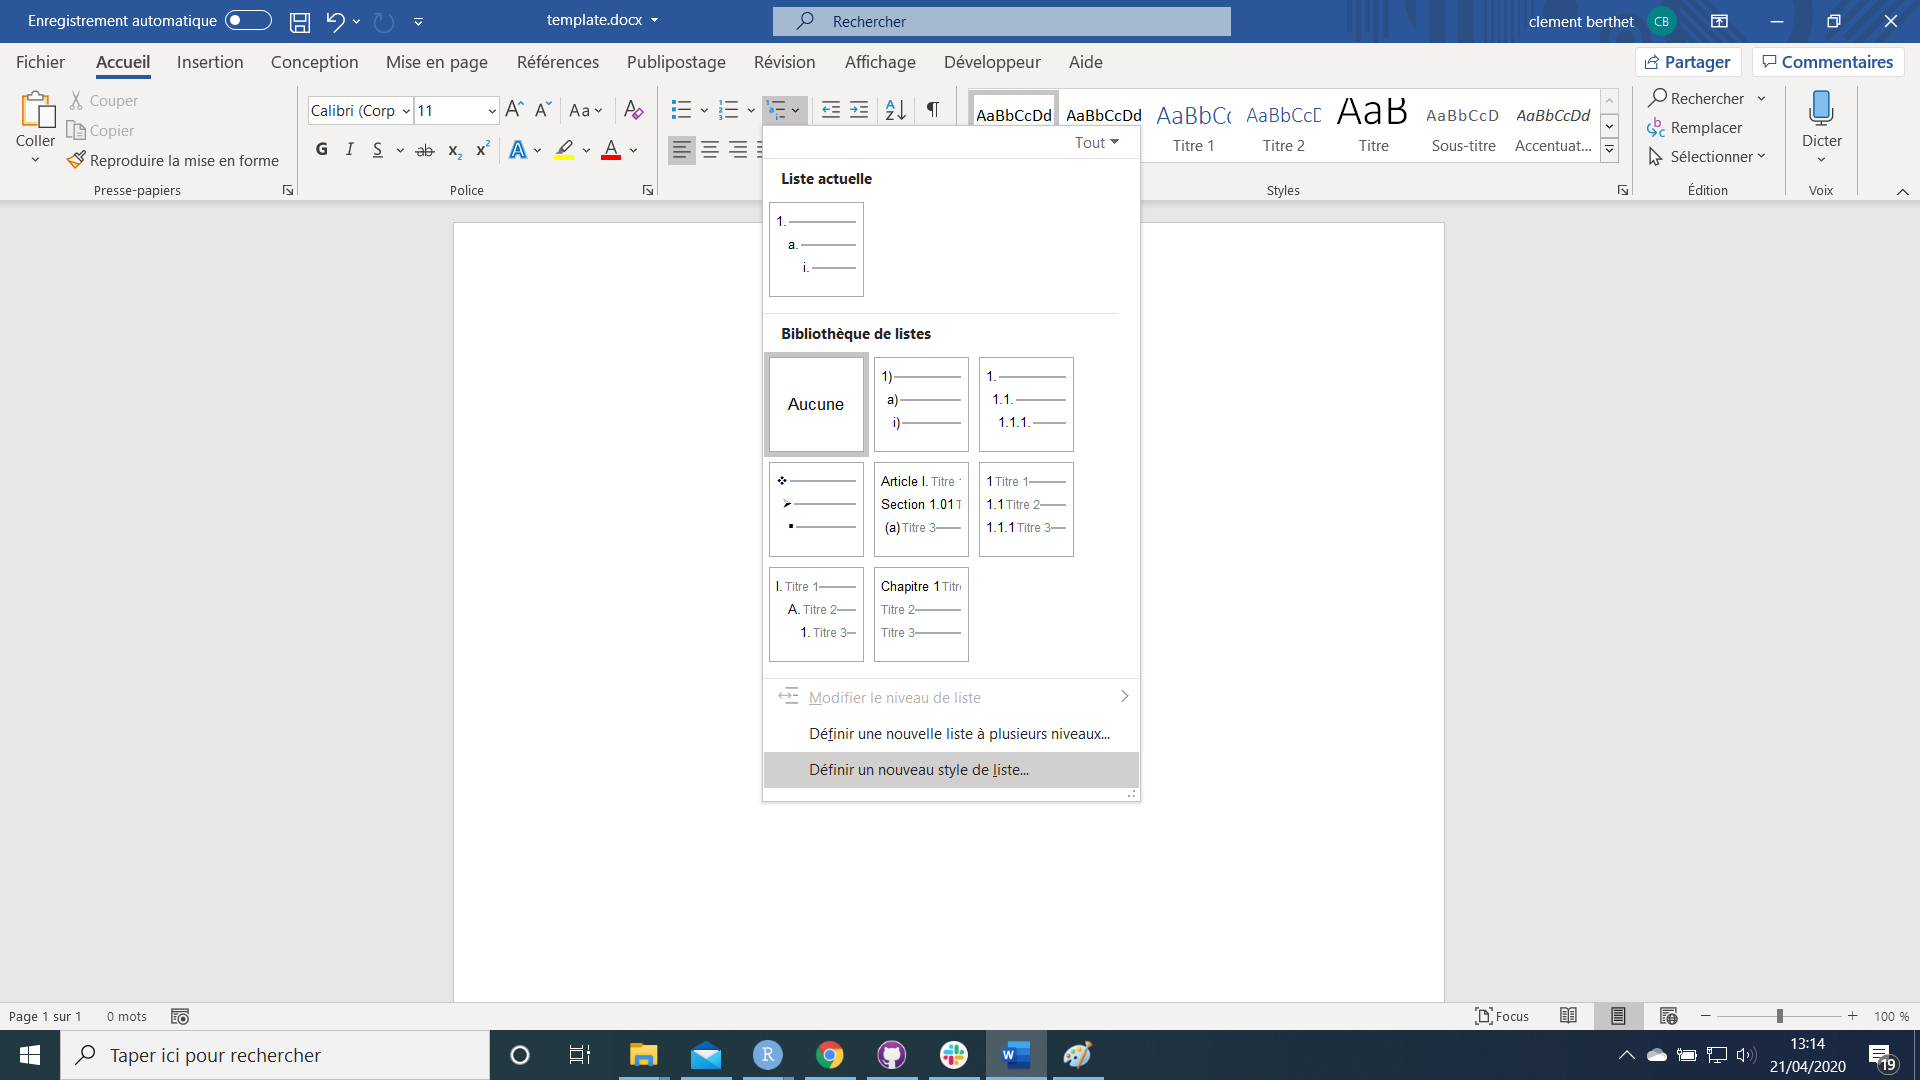 Enregistrement automatique
template.docx
Rechercher
clement berthet
CB
Fichier Accueil Insertion Conception Mise en page Références Publipostage Révision Affichage Développeur Aide
Partager
Commentaires
Coller
Couper
Copier
Reproduire la mise en forme
Presse-papiers
Calibri (Corp 11
Aa
G I S ab x₂ x²
Police
AaBbCcDd
AaBbCcDd
AaBbCc
Titre 1
AaBbCcD
Titre 2
AaB
Titre
AaBbCcD
Sous-titre
AaBbCcDd
Accentuat...
Styles
Rechercher
Remplacer
Sélectionner
Édition
Dicter
Voix
Tout
Liste actuelle
1.
a.
i.
Bibliothèque de listes
Aucune
1)
a)
i)
1.
1.1.
1.1.1.
Article I. Titre
Section 1.01
(a) Titre 3
1 Titre 1
1.1 Titre 2
1.1.1 Titre 3
I. Titre 1
A. Titre 2
1. Titre 3
Chapitre 1 Titre
Titre 2
Titre 3
Modifier le niveau de liste
Définir une nouvelle liste à plusieurs niveaux...
Définir un nouveau style de liste...
Page 1 sur 1 0 mots
Focus
100 %
Taper ici pour rechercher
13:14
21/04/2020
19